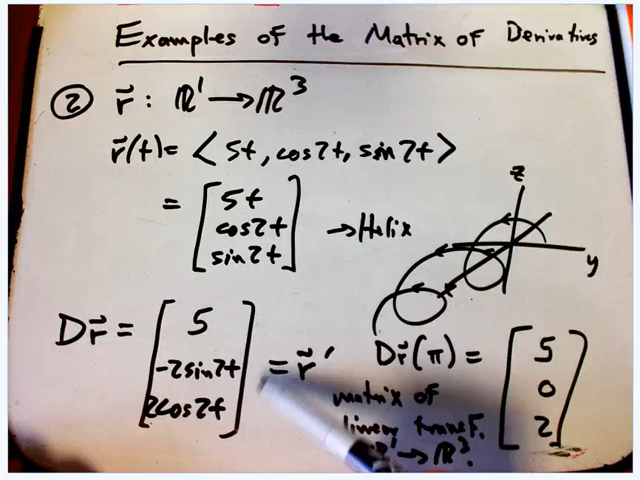 Examples of the Matrix of Derivatives
② r⃗ : ℝ¹ → ℝ³
r⃗(t) = < 5t, cos2t, sin2t >
= [ 5t
cos2t
sin2t ] → Helix
z
y
x
Dr⃗ = [ 5
-2sin2t
2cos2t ] = r⃗ ′
Dr⃗(π) = [ 5
0
2 ]
matrix of
linear transf.
ℝ¹ → ℝ³.